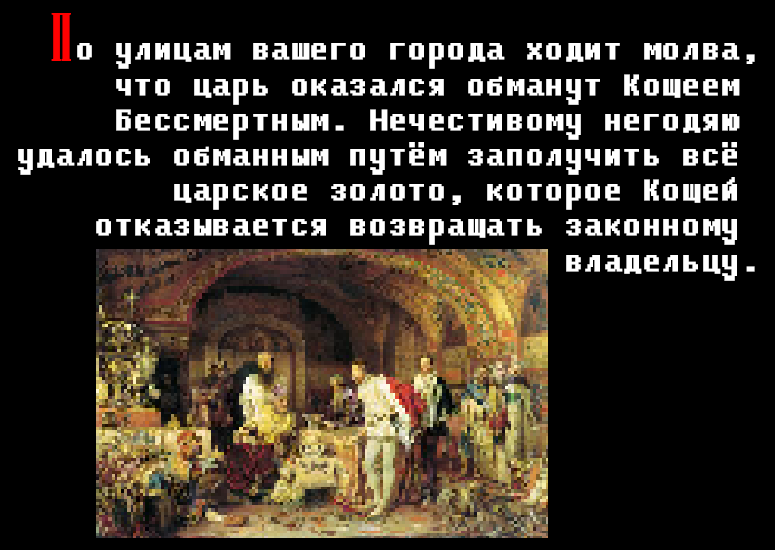 По улицам вашего города ходит молва,
что царь оказался обманут Кощеем
Бессмертным. Нечестивому негодяю
удалось обманным путём заполучить всё
царское золото, которое Кощей
отказывается возвращать законному
владельцу.